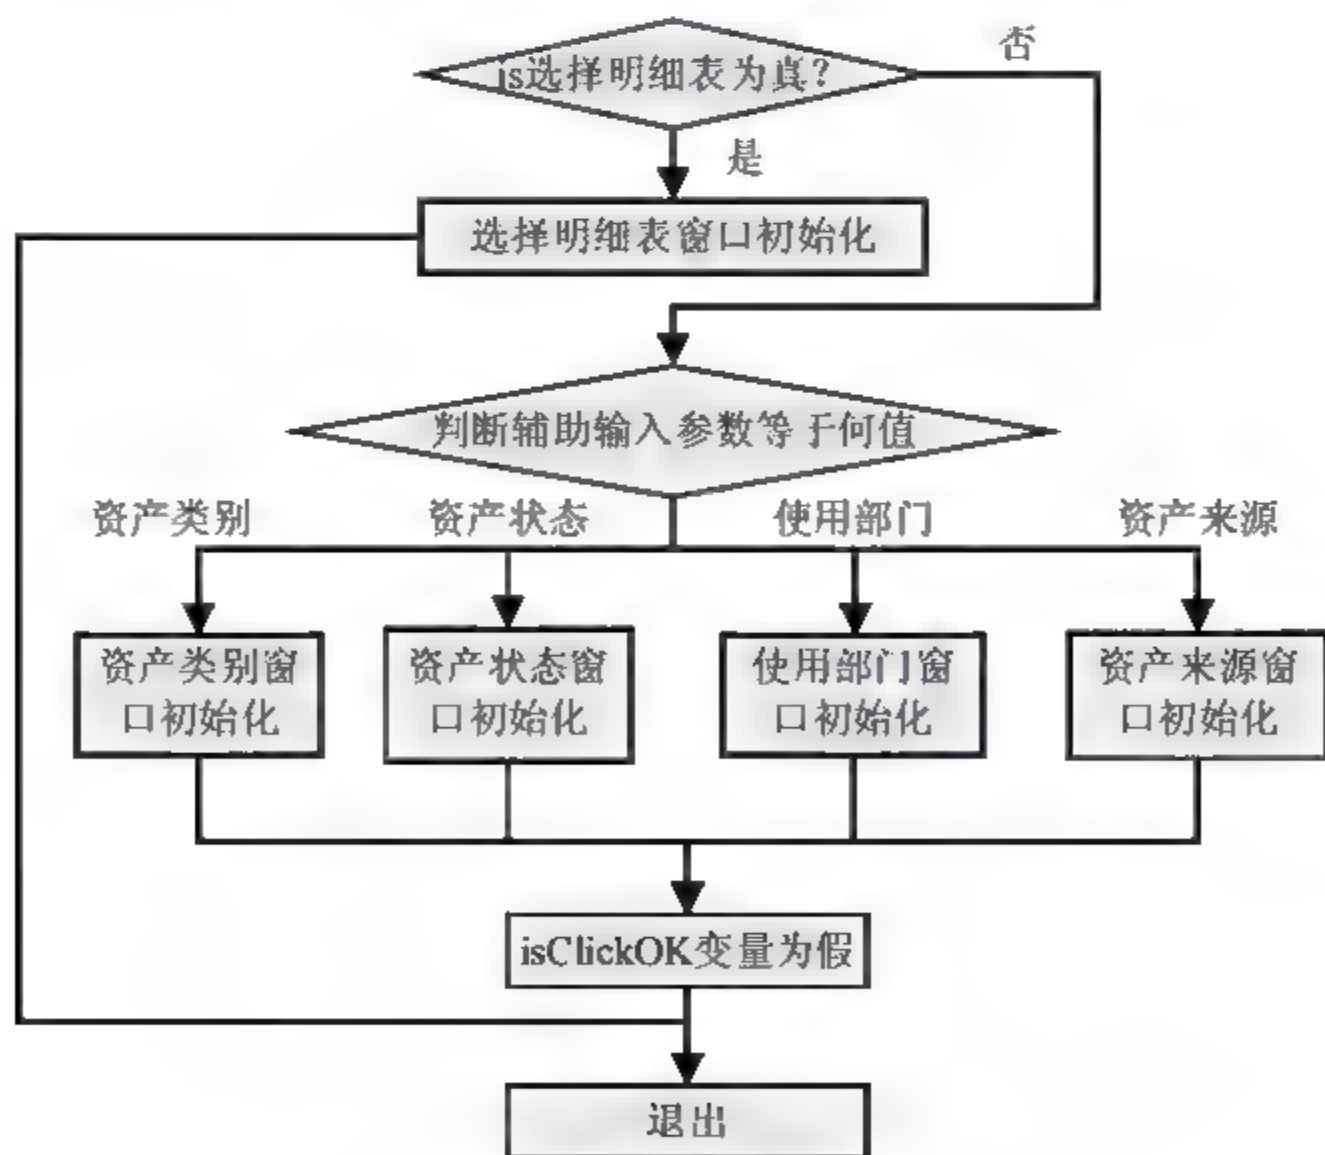 is选择明细表为真?
否
是
选择明细表窗口初始化
判断辅助输入参数等于何值
资产类别
资产状态
使用部门
资产来源
资产类别窗
口初始化
资产状态窗
口初始化
使用部门窗
口初始化
资产来源窗
口初始化
isClickOK变量为假
退出